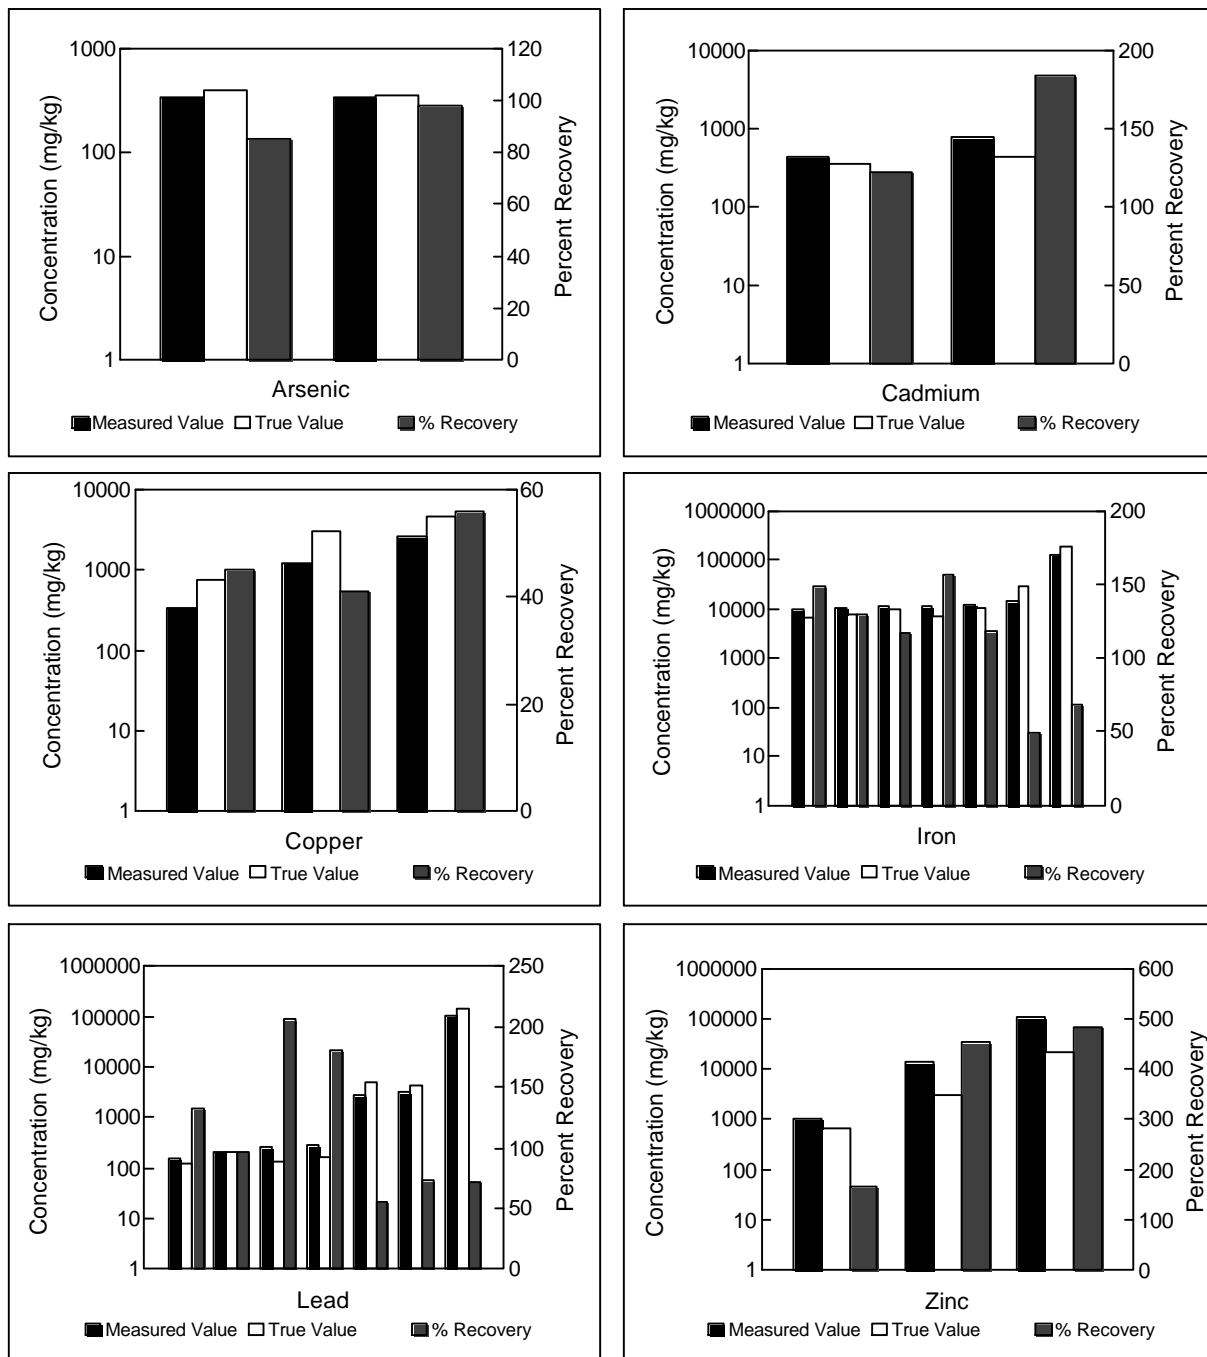 1000
100
10
1
120
100
80
60
40
20
0
Concentration (mg/kg)
Percent Recovery
Arsenic
Measured Value True Value % Recovery
10000
1000
100
10
1
200
150
100
50
0
Concentration (mg/kg)
Percent Recovery
Cadmium
Measured Value True Value % Recovery
10000
1000
100
10
1
60
40
20
0
Concentration (mg/kg)
Percent Recovery
Copper
Measured Value True Value % Recovery
1000000
100000
10000
1000
100
10
1
200
150
100
50
0
Concentration (mg/kg)
Percent Recovery
Iron
Measured Value True Value % Recovery
1000000
100000
10000
1000
100
10
1
250
200
150
100
50
0
Concentration (mg/kg)
Percent Recovery
Lead
Measured Value True Value % Recovery
1000000
100000
10000
1000
100
10
1
600
500
400
300
200
100
0
Concentration (mg/kg)
Percent Recovery
Zinc
Measured Value True Value % Recovery